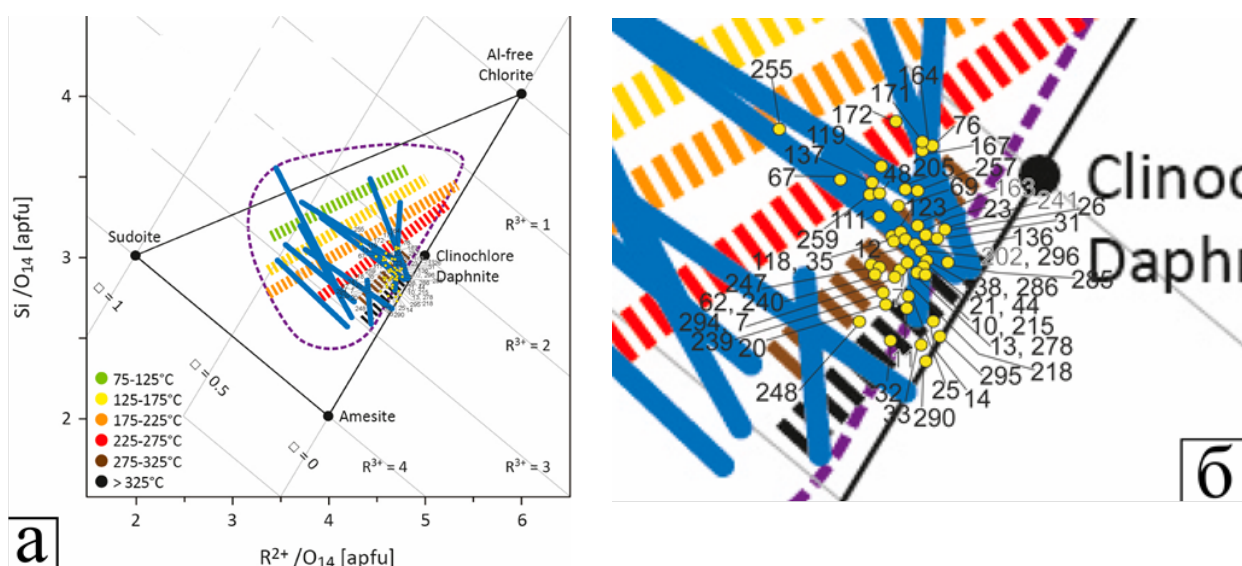 Al-free
Chlorite
4
Si /O14 [apfu]
R3+ = 1
Sudoite
3
Clinochlore
Daphnite
□ = 1
R3+ = 2
□ = 0.5
75-125°C
125-175°C
175-225°C
225-275°C
275-325°C
> 325°C
2
Amesite
□ = 0
R3+ = 4
R3+ = 3
2
3
4
5
6
R2+ /O14 [apfu]
а
255
164
171
172
76
119
167
137
205
257
67
48
69
163
241
26
123
23
31
111
136
259
12
202, 296
118
35
285
247
38, 286
62, 240
21, 44
294
7
10, 215
239
13, 278
20
218
11
295
248
25
32
14
33
290
Clinoc
Daphn
б